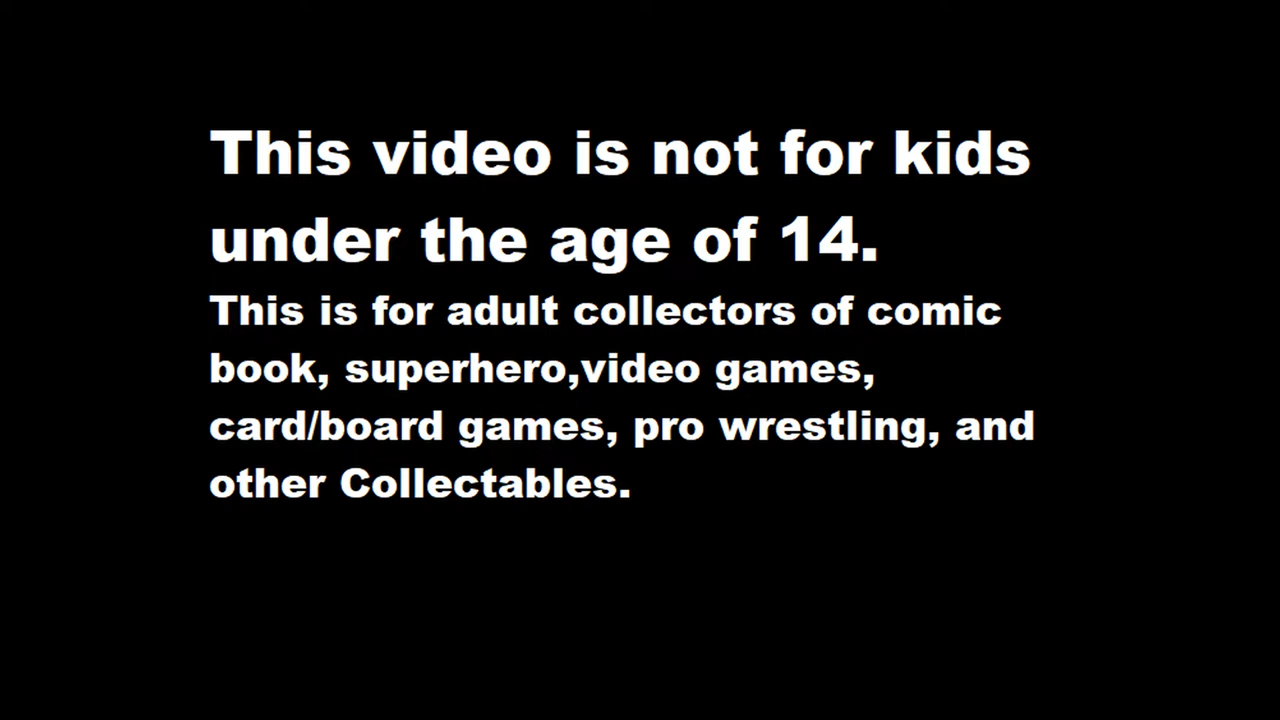 This video is not for kids
under the age of 14.
This is for adult collectors of comic
book, superhero,video games,
card/board games, pro wrestling, and
other Collectables.